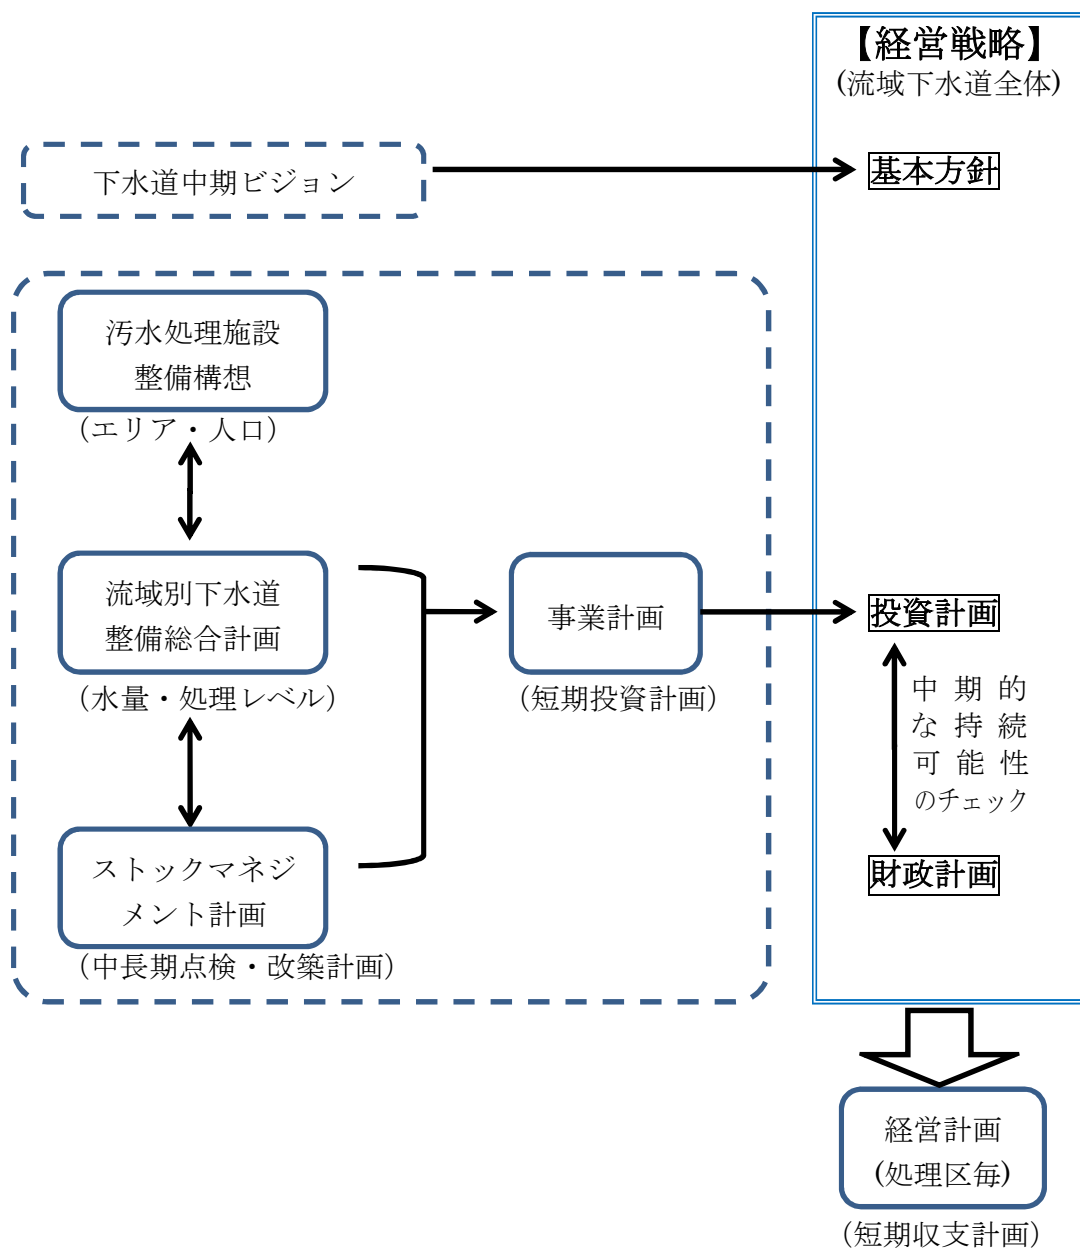 【経営戦略】
(流域下水道全体)
下水道中期ビジョン
基本方針
汚水処理施設
整備構想
(エリア・人口)
流域別下水道
整備総合計画
(水量・処理レベル)
ストックマネジ
メント計画
(中長期点検・改築計画)
事業計画
(短期投資計画)
投資計画
中期的
な持続
可能性
のチェック
財政計画
経営計画
(処理区毎)
(短期収支計画)